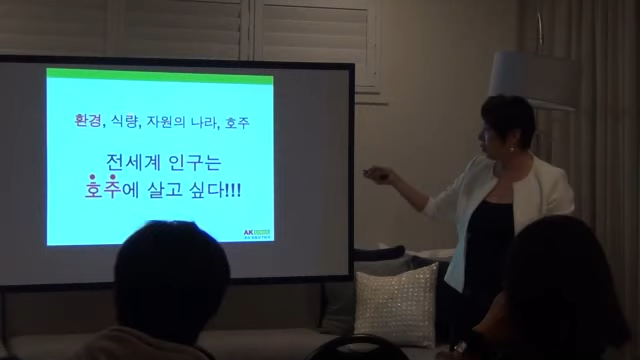 환경, 식량, 자원의 나라, 호주
전세계 인구는
호주에 살고 싶다!!!
AK